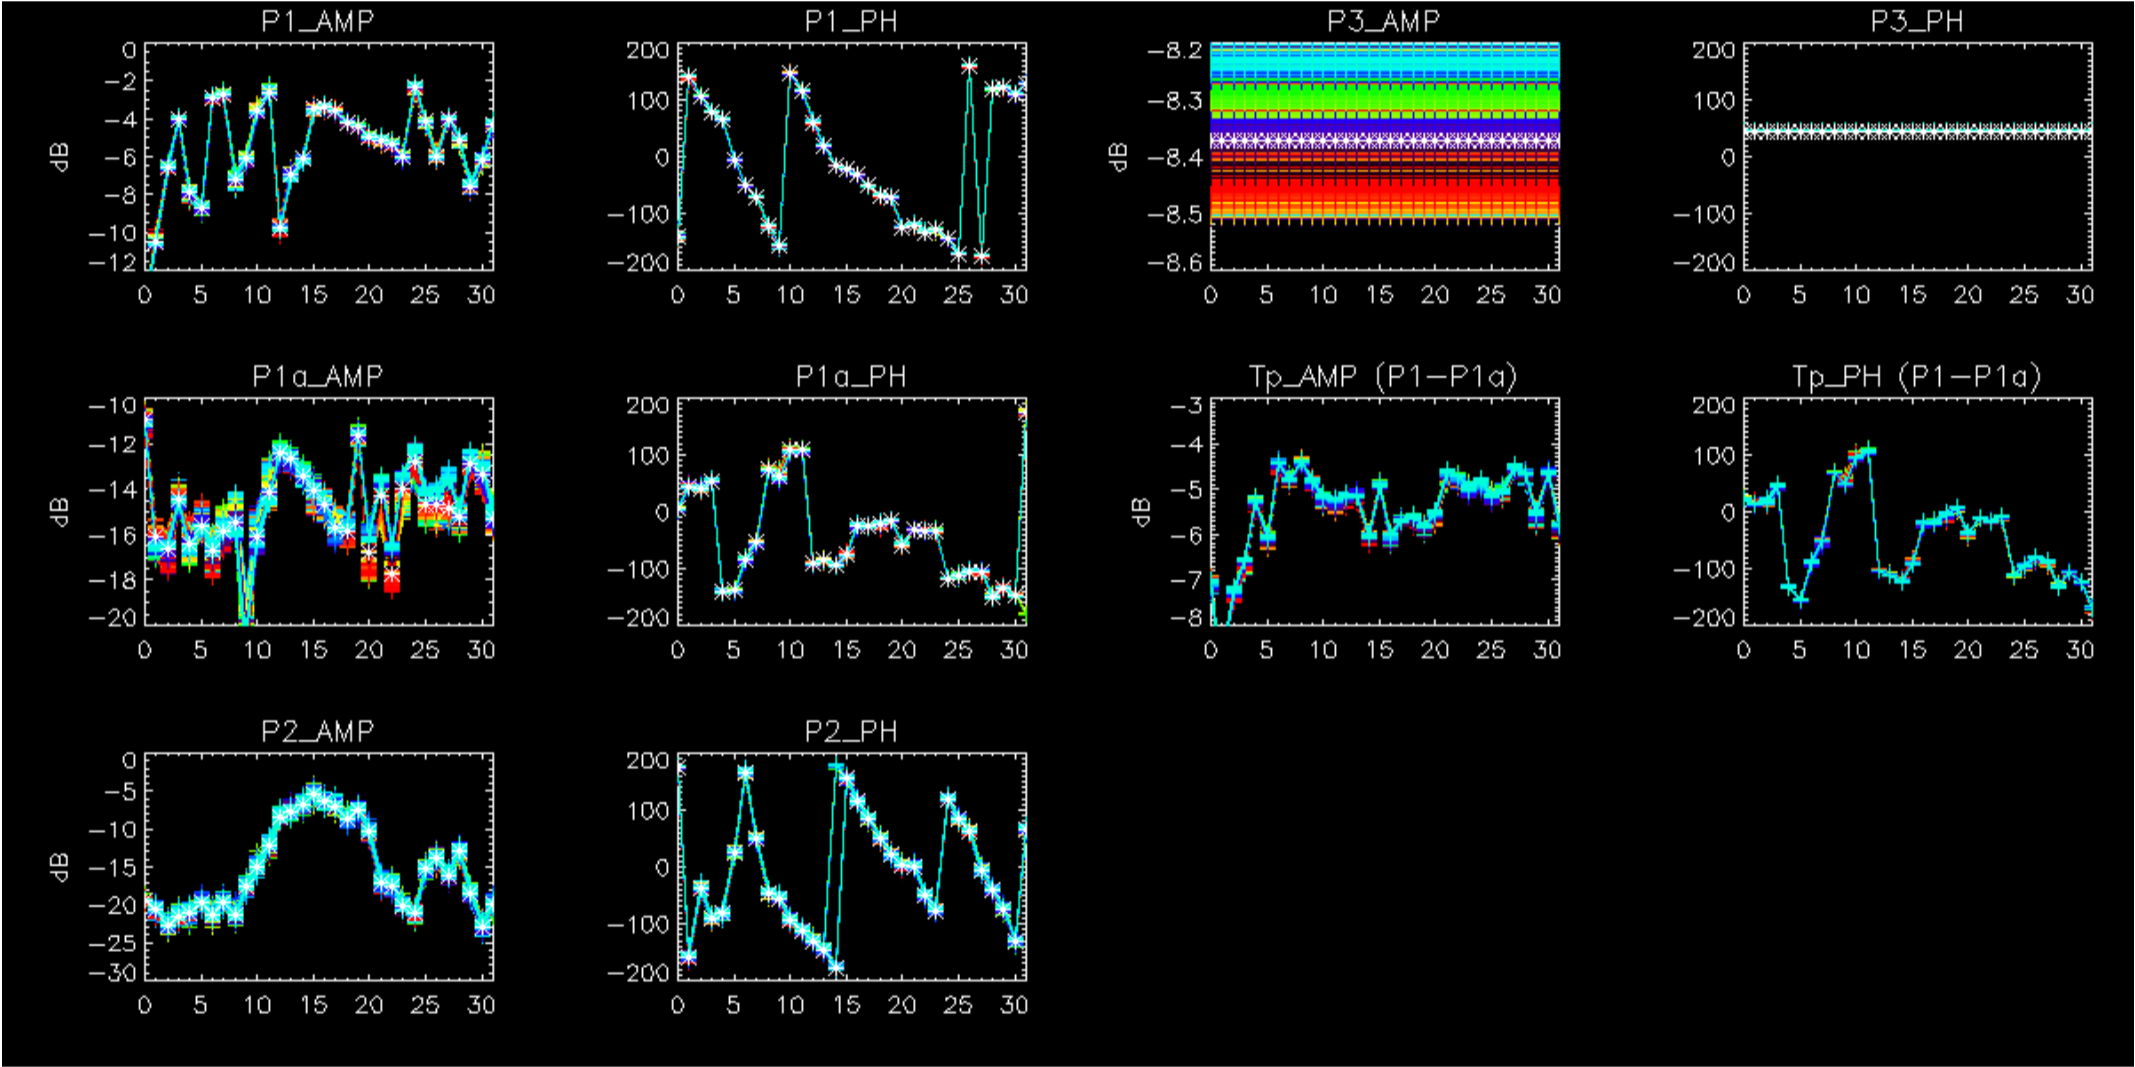 P1_AMP
0
-2
-4
-6
-8
-10
-12
dB
0 5 10 15 20 25 30
P1_PH
200
100
0
-100
-200
0 5 10 15 20 25 30
P3_AMP
-8.2
-8.3
-8.4
-8.5
-8.6
dB
0 5 10 15 20 25 30
P3_PH
200
100
0
-100
-200
0 5 10 15 20 25 30
P1a_AMP
-10
-12
-14
-16
-18
-20
dB
0 5 10 15 20 25 30
P1a_PH
200
100
0
-100
-200
0 5 10 15 20 25 30
Tp_AMP (P1-P1a)
-3
-4
-5
-6
-7
-8
dB
0 5 10 15 20 25 30
Tp_PH (P1-P1a)
200
100
0
-100
-200
0 5 10 15 20 25 30
P2_AMP
0
-5
-10
-15
-20
-25
-30
dB
0 5 10 15 20 25 30
P2_PH
200
100
0
-100
-200
0 5 10 15 20 25 30